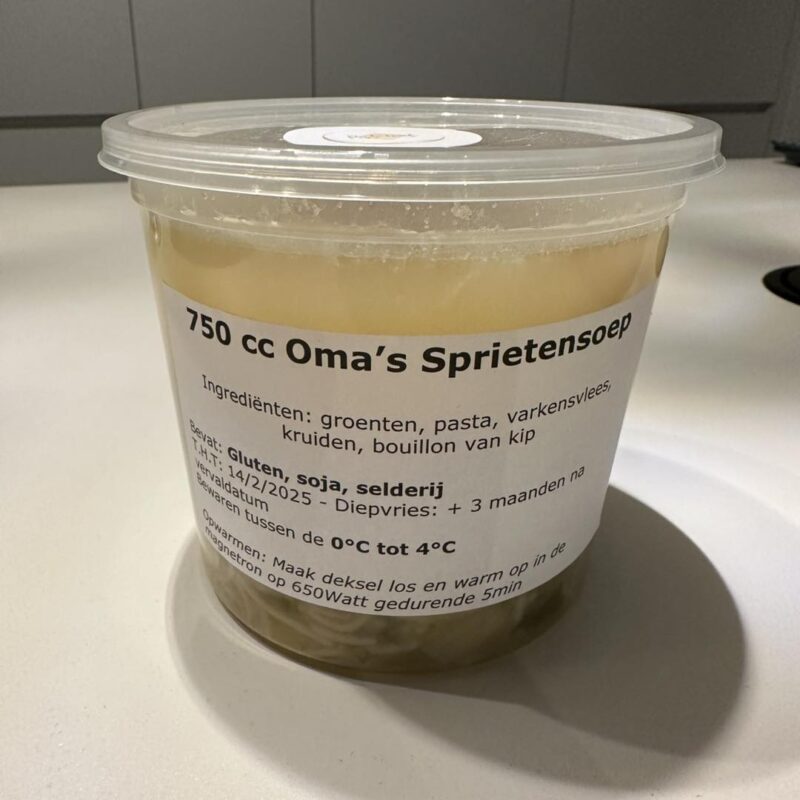 750 cc Oma's Sprietensoep
Ingrediënten: groenten, pasta, varkensvlees,
kruiden, bouillon van kip
Bevat: Gluten, soja, selderij
T.H.T: 14/2/2025 - Diepvries: + 3 maanden na
vervaldatum
Bewaren tussen de 0°C tot 4°C
Opwarmen: Maak deksel los en warm op in de
magnetron op 650Watt gedurende 5min